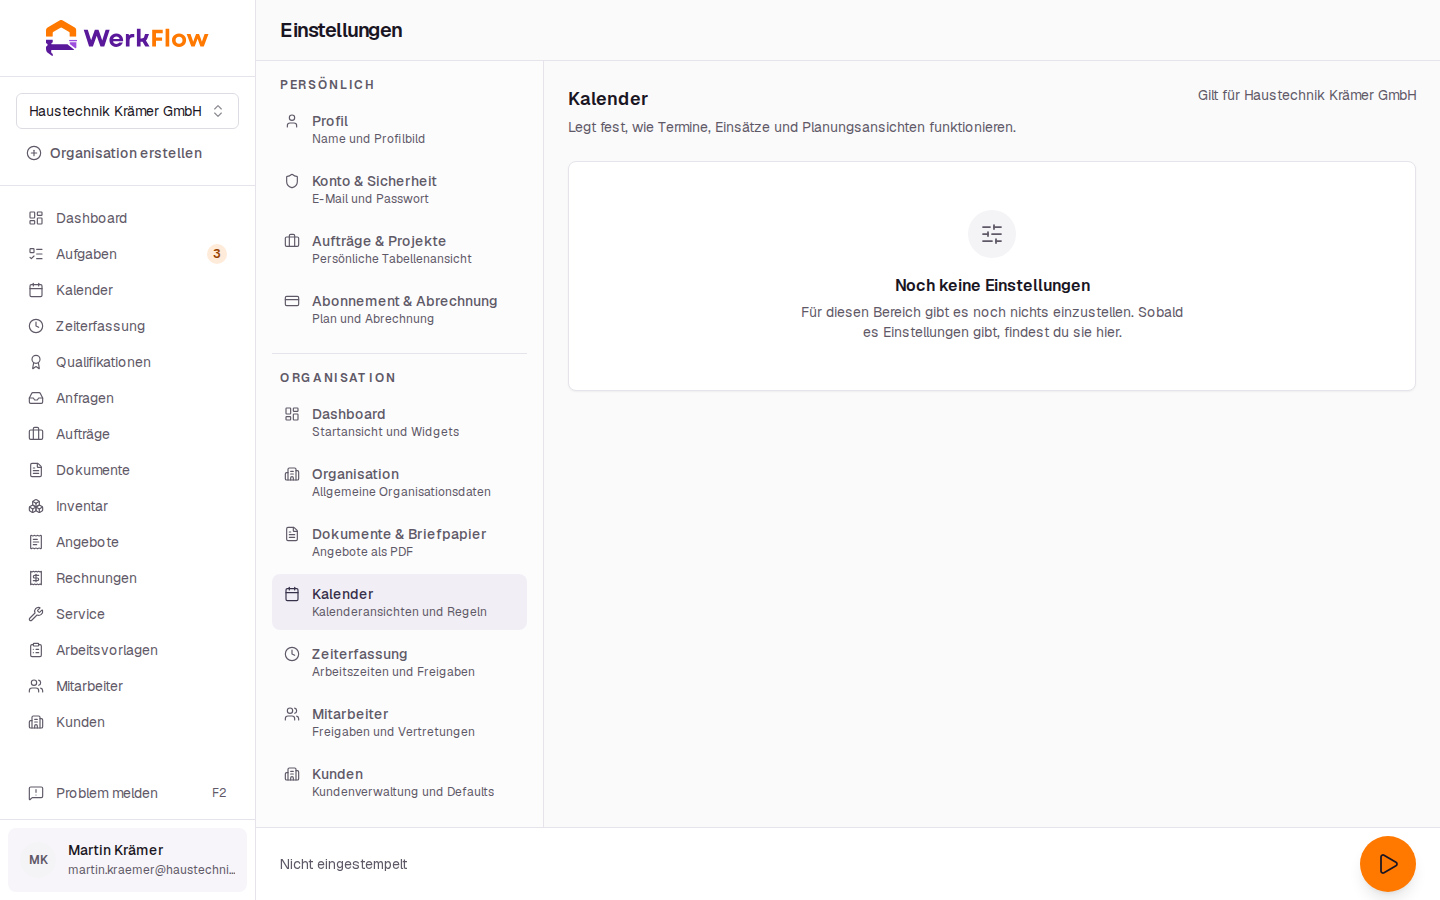 WerkFlow
Haustechnik Krämer GmbH
Organisation erstellen
Dashboard
Aufgaben 3
Kalender
Zeiterfassung
Qualifikationen
Anfragen
Aufträge
Dokumente
Inventar
Angebote
Rechnungen
Service
Arbeitsvorlagen
Mitarbeiter
Kunden
Problem melden F2
MK
Martin Krämer
martin.kraemer@haustechni...
Einstellungen
PERSÖNLICH
Profil
Name und Profilbild
Konto & Sicherheit
E-Mail und Passwort
Aufträge & Projekte
Persönliche Tabellenansicht
Abonnement & Abrechnung
Plan und Abrechnung
ORGANISATION
Dashboard
Startansicht und Widgets
Organisation
Allgemeine Organisationsdaten
Dokumente & Briefpapier
Angebote als PDF
Kalender
Kalenderansichten und Regeln
Zeiterfassung
Arbeitszeiten und Freigaben
Mitarbeiter
Freigaben und Vertretungen
Kunden
Kundenverwaltung und Defaults
Kalender
Gilt für Haustechnik Krämer GmbH
Legt fest, wie Termine, Einsätze und Planungsansichten funktionieren.
Noch keine Einstellungen
Für diesen Bereich gibt es noch nichts einzustellen. Sobald
es Einstellungen gibt, findest du sie hier.
Nicht eingestempelt